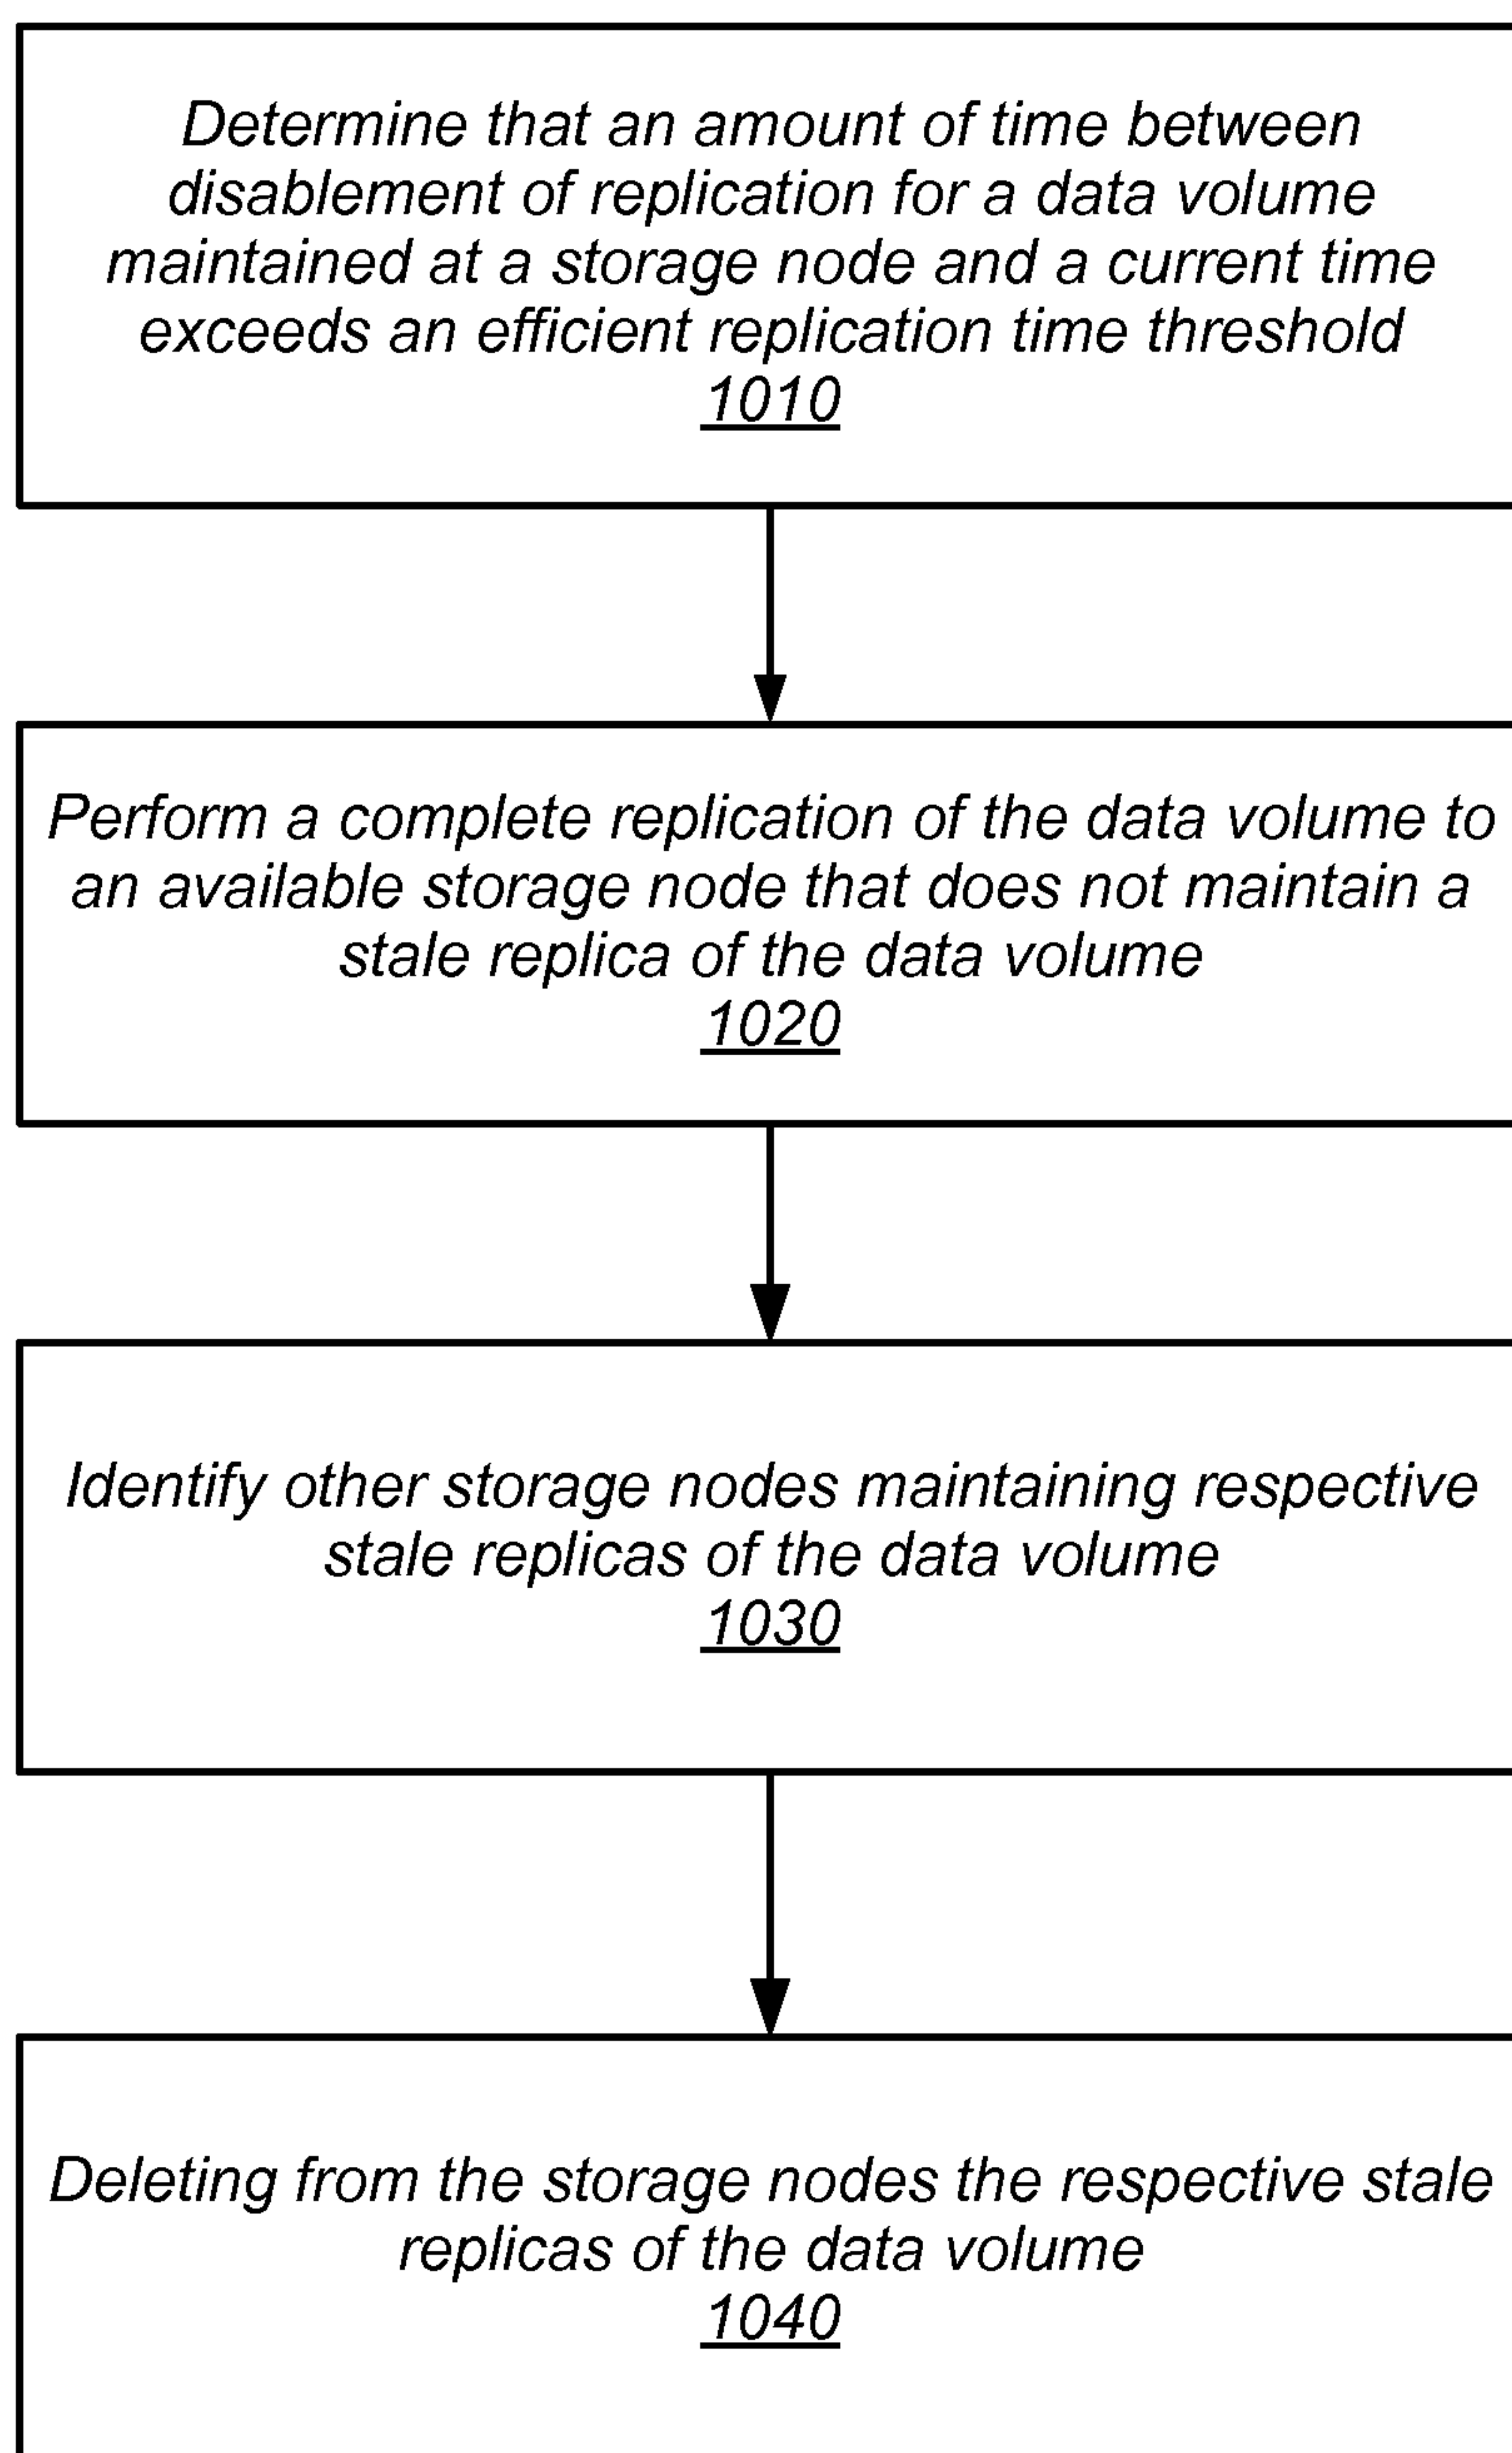 Determine that an amount of time between
disablement of replication for a data volume
maintained at a storage node and a current time
exceeds an efficient replication time threshold
1010
Perform a complete replication of the data volume to
an available storage node that does not maintain a
stale replica of the data volume
1020
Identify other storage nodes maintaining respective
stale replicas of the data volume
1030
Deleting from the storage nodes the respective stale
replicas of the data volume
1040